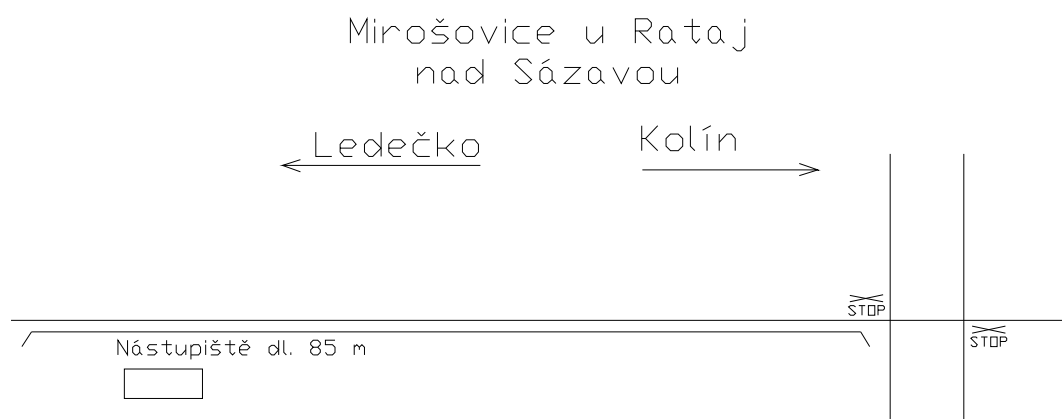 Mirošovice u Rataj
nad Sázavou
Ledečko
Kolín
STOP
STOP
Nástupiště dl. 85 m